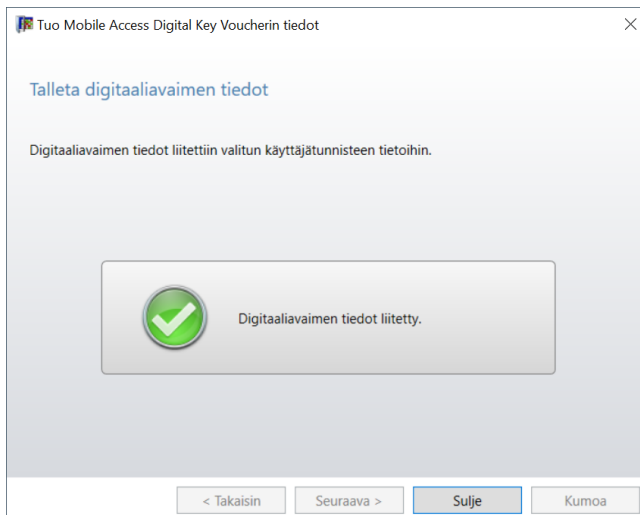 Tuo Mobile Access Digital Key Voucherin tiedot
Talleta digitaaliavaimen tiedot
Digitaaliavaimen tiedot liitettiin valitun käyttäjätunnisteen tietoihin.
Digitaaliavaimen tiedot liitetty.
< Takaisin
Seuraava >
Sulje
Kumoa